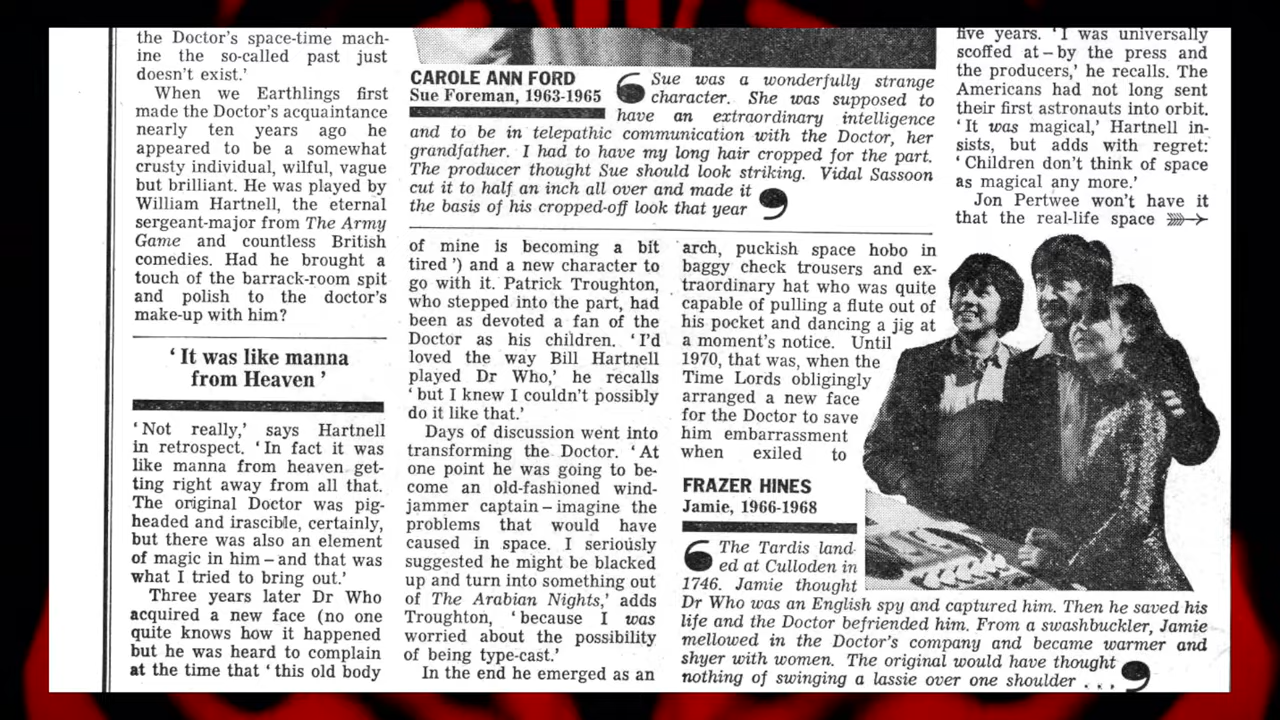 the Doctor's space-time mach-
ine the so-called past just
doesn't exist.'
When we Earthlings first
made the Doctor's acquaintance
nearly ten years ago he
appeared to be a somewhat
crusty individual, wilful, vague
but brilliant. He was played by
William Hartnell, the eternal
sergeant-major from The Army
Game and countless British
comedies. Had he brought a
touch of the barrack-room spit
and polish to the doctor's
make-up with him?
‘It was like manna
from Heaven’
‘Not really,’ says Hartnell
in retrospect. ‘In fact it was
like manna from heaven get-
ting right away from all that.
The original Doctor was pig-
headed and irascible, certainly,
but there was also an element
of magic in him – and that was
what I tried to bring out.’
Three years later Dr Who
acquired a new face (no one
quite knows how it happened
but he was heard to complain
at the time that ‘this old body
CAROLE ANN FORD
Sue Foreman, 1963-1965
‘Sue was a wonderfully strange
character. She was supposed to
have an extraordinary intelligence
and to be in telepathic communication with the Doctor, her
grandfather. I had to have my long hair cropped for the part.
The producer thought Sue should look striking. Vidal Sassoon
cut it to half an inch all over and made it
the basis of his cropped-off look that year’
of mine is becoming a bit
tired’) and a new character to
go with it. Patrick Troughton,
who stepped into the part, had
been as devoted a fan of the
Doctor as his children. ‘I'd
loved the way Bill Hartnell
played Dr Who,’ he recalls
‘but I knew I couldn't possibly
do it like that.’
Days of discussion went into
transforming the Doctor. ‘At
one point he was going to be-
come an old-fashioned wind-
jammer captain – imagine the
problems that would have
caused in space. I seriously
suggested he might be blacked
up and turn into something out
of The Arabian Nights,’ adds
Troughton, ‘because I was
worried about the possibility
of being type-cast.’
In the end he emerged as an
arch, puckish space hobo in
baggy check trousers and ex-
traordinary hat who was quite
capable of pulling a flute out of
his pocket and dancing a jig at
a moment's notice. Until
1970, that was, when the
Time Lords obligingly
arranged a new face
for the Doctor to save
him embarrassment
when exiled to
FRAZER HINES
Jamie, 1966-1968
‘The Tardis land-
ed at Culloden in
1746. Jamie thought
Dr Who was an English spy and captured him. Then he saved his
life and the Doctor befriended him. From a swashbuckler, Jamie
mellowed in the Doctor's company and became warmer and
shyer with women. The original would have thought
nothing of swinging a lassie over one shoulder . . .’
five years. ‘I was universally
scoffed at – by the press and
the producers,’ he recalls. The
Americans had not long sent
their first astronauts into orbit.
‘It was magical,’ Hartnell in-
sists, but adds with regret:
‘Children don't think of space
as magical any more.’
Jon Pertwee won't have it
that the real-life space